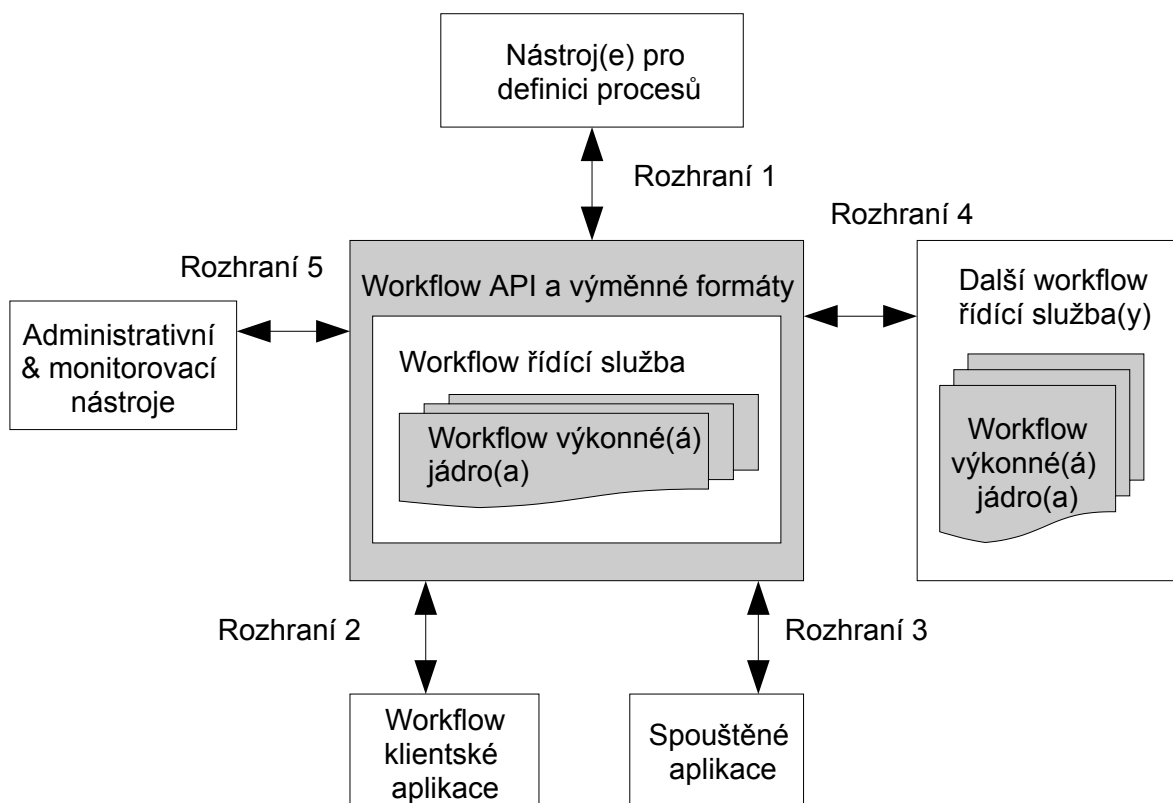 Nástroj(e) pro
definici procesů
Rozhraní 1
Rozhraní 4
Rozhraní 5
Workflow API a výměnné formáty
Další workflow
řídící služba(y)
Administrativní
& monitorovací
nástroje
Workflow řídící služba
Workflow výkonné(á)
jádro(a)
Workflow
výkonné(á)
jádro(a)
Rozhraní 2
Rozhraní 3
Workflow
klientské
aplikace
Spouštěné
aplikace